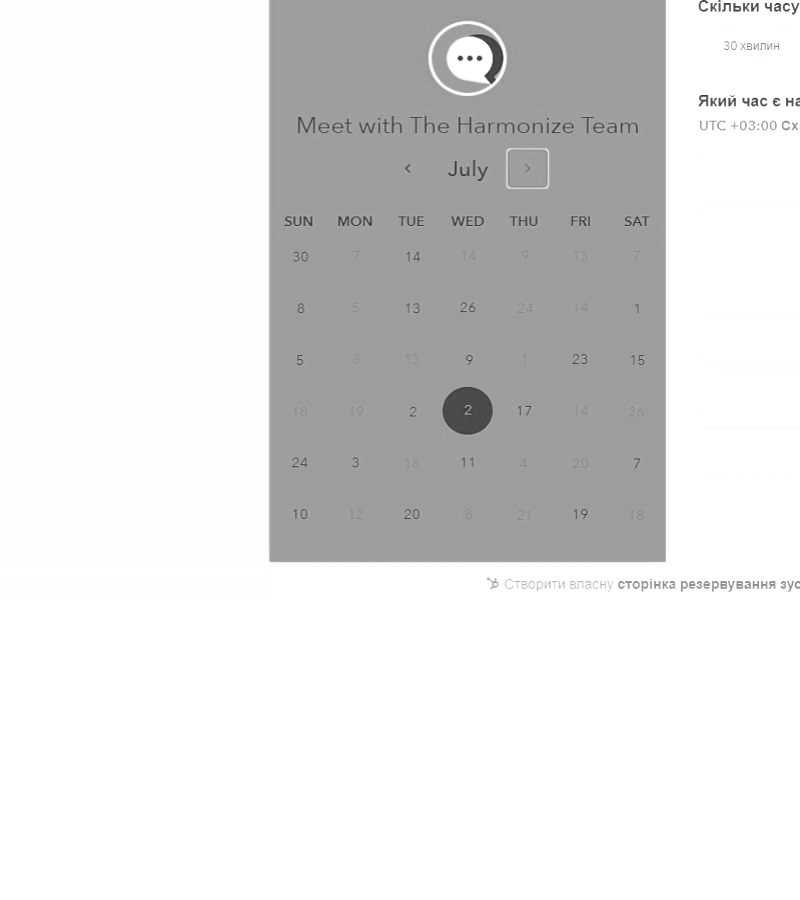 Meet with The Harmonize Team
July
SUN MON TUE WED THU FRI SAT
30 7 14 14 9 13 7
8 5 13 26 24 14 1
5 8 13 9 1 23 15
18 19 2 2 17 14 26
24 3 18 11 4 20 7
10 12 20 8 21 19 18
Скільки часу
30 хвилин
Який час є на
UTC +03:00 Сх
Створити власну сторінка резервування зус